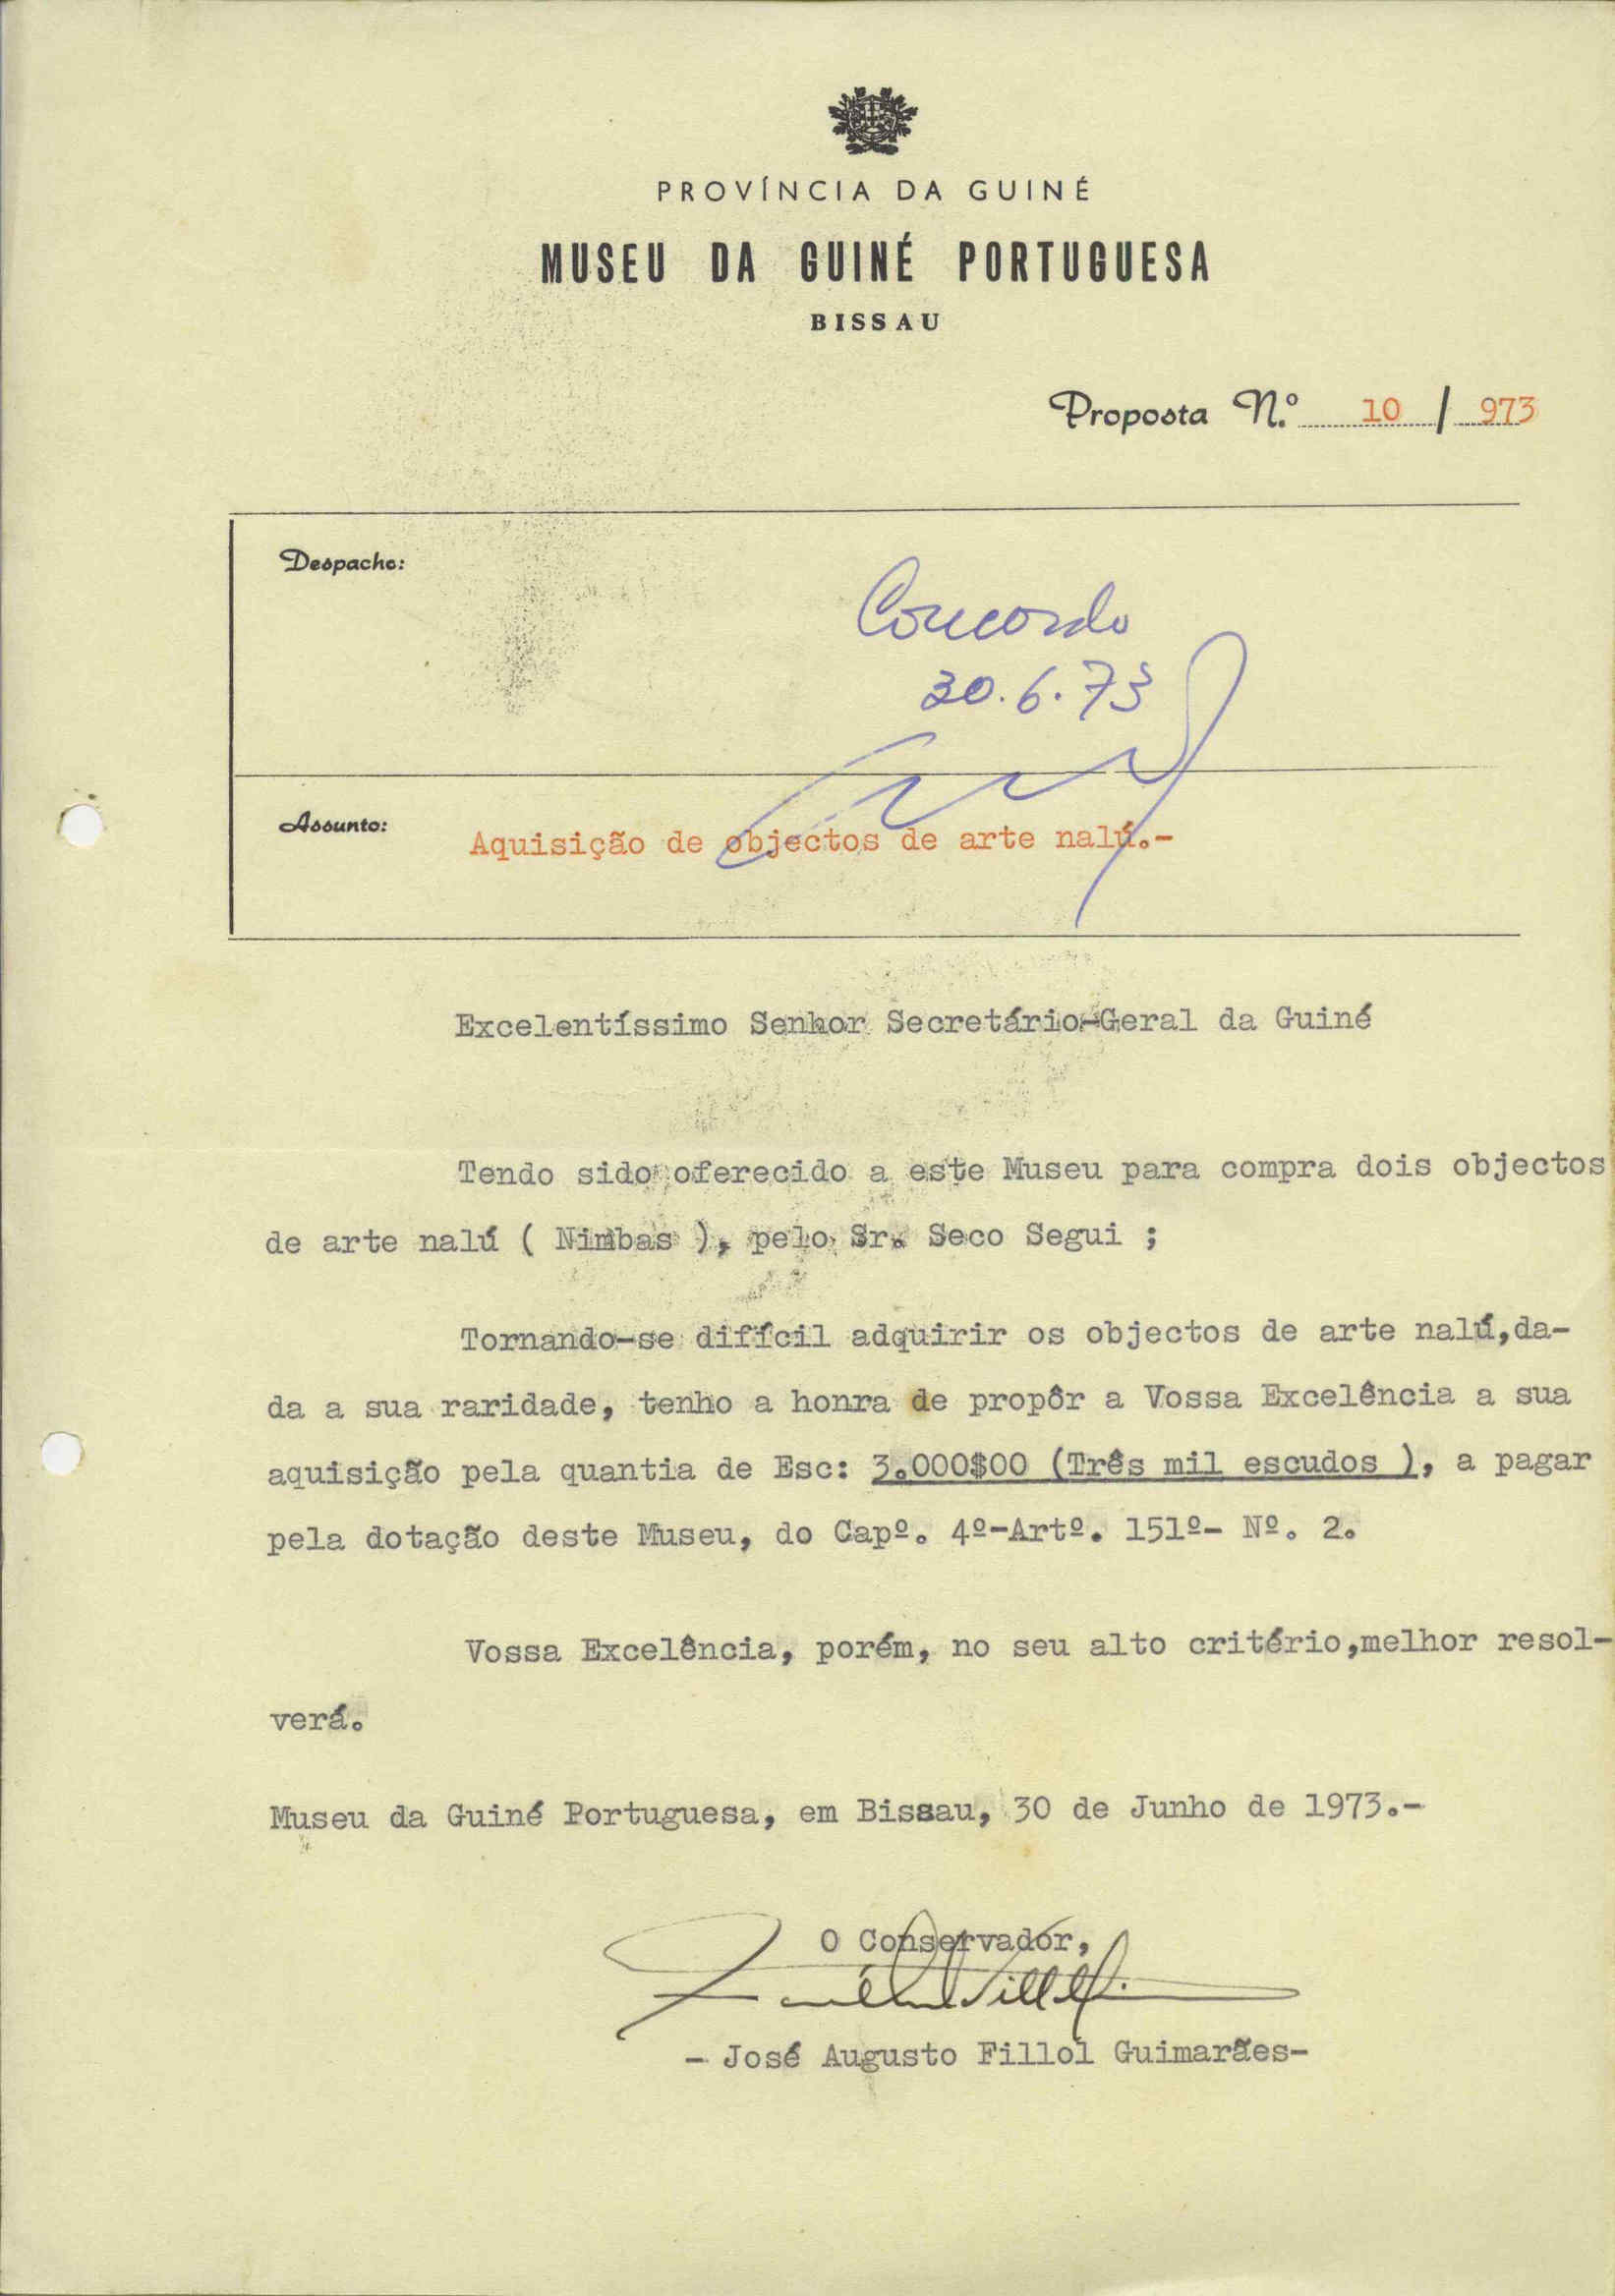 PROVÍNCIA DA GUINÉ
MUSEU DA GUINÉ PORTUGUESA
BISSAU
Proposta N.º 10 / 973
Despacho:
Concordo
30.6.73
Assunto: Aquisição de objectos de arte nalú.-
Excelentíssimo Senhor Secretário-Geral da Guiné
Tendo sido oferecido a este Museu para compra dois objectos
de arte nalú ( Nimbas ), pelo Sr. Seco Segui ;
Tornando-se difícil adquirir os objectos de arte nalú,da-
da a sua raridade, tenho a honra de propôr a Vossa Excelência a sua
aquisição pela quantia de Esc: 3.000$00 (Três mil escudos ), a pagar
pela dotação deste Museu, do Capº. 4º-Artº. 151º- Nº. 2.
Vossa Excelência, porém, no seu alto critério,melhor resol-
verá.
Museu da Guiné Portuguesa, em Bissau, 30 de Junho de 1973.-
O Conservador,
- José Augusto Fillol Guimarães-